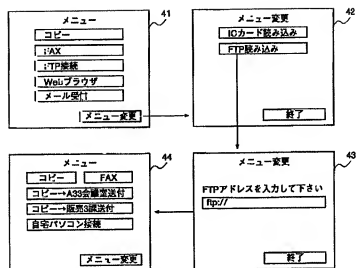 メニュー
41
コピー
FAX
FTP接続
Webブラウザ
メール受付
メニュー変更
メニュー変更
42
ICカード読み込み
FTP読み込み
終了
メニュー
44
コピー
FAX
コピー→A33会議室送付
コピー→販売3課送付
自宅パソコン接続
メニュー変更
メニュー変更
43
FTPアドレスを入力して下さい
ftp://
終了